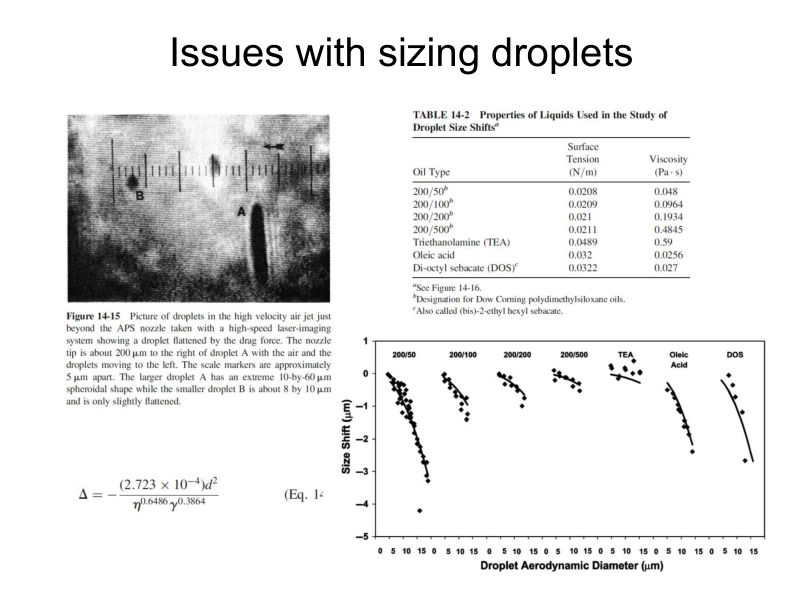 Issues with sizing droplets
B
A
Figure 14-15 Picture of droplets in the high velocity air jet just
beyond the APS nozzle taken with a high-speed laser-imaging
system showing a droplet flattened by the drag force. The nozzle
tip is about 200 μm to the right of droplet A with the air and the
droplets moving to the left. The scale markers are approximately
5 μm apart. The larger droplet A has an extreme 10-by-60 μm
spheroidal shape while the smaller droplet B is about 8 by 10 μm
and is only slightly flattened.
Δ = − (2.723 × 10⁻⁴)d² / η^0.6486 γ^0.3864 (Eq. 14
TABLE 14-2 Properties of Liquids Used in the Study of
Droplet Size Shiftsᵃ
Surface
Tension Viscosity
Oil Type (N/m) (Pa · s)
200/50ᵇ 0.0208 0.048
200/100ᵇ 0.0209 0.0964
200/200ᵇ 0.021 0.1934
200/500ᵇ 0.0211 0.4845
Triethanolamine (TEA) 0.0489 0.59
Oleic acid 0.032 0.0256
Di-octyl sebacate (DOS)ᶜ 0.0322 0.027
ᵃSee Figure 14-16.
ᵇDesignation for Dow Corning polydimethylsiloxane oils.
ᶜAlso called (bis)-2-ethyl hexyl sebacate.
200/50 200/100 200/200 200/500 TEA Oleic DOS
Acid
1
0
−1
−2
−3
−4
−5
Size Shift (μm)
0 5 10 15 0 5 10 15 0 5 10 15 0 5 10 15 0 5 10 15 0 5 10 15 0 5 10 15
Droplet Aerodynamic Diameter (μm)